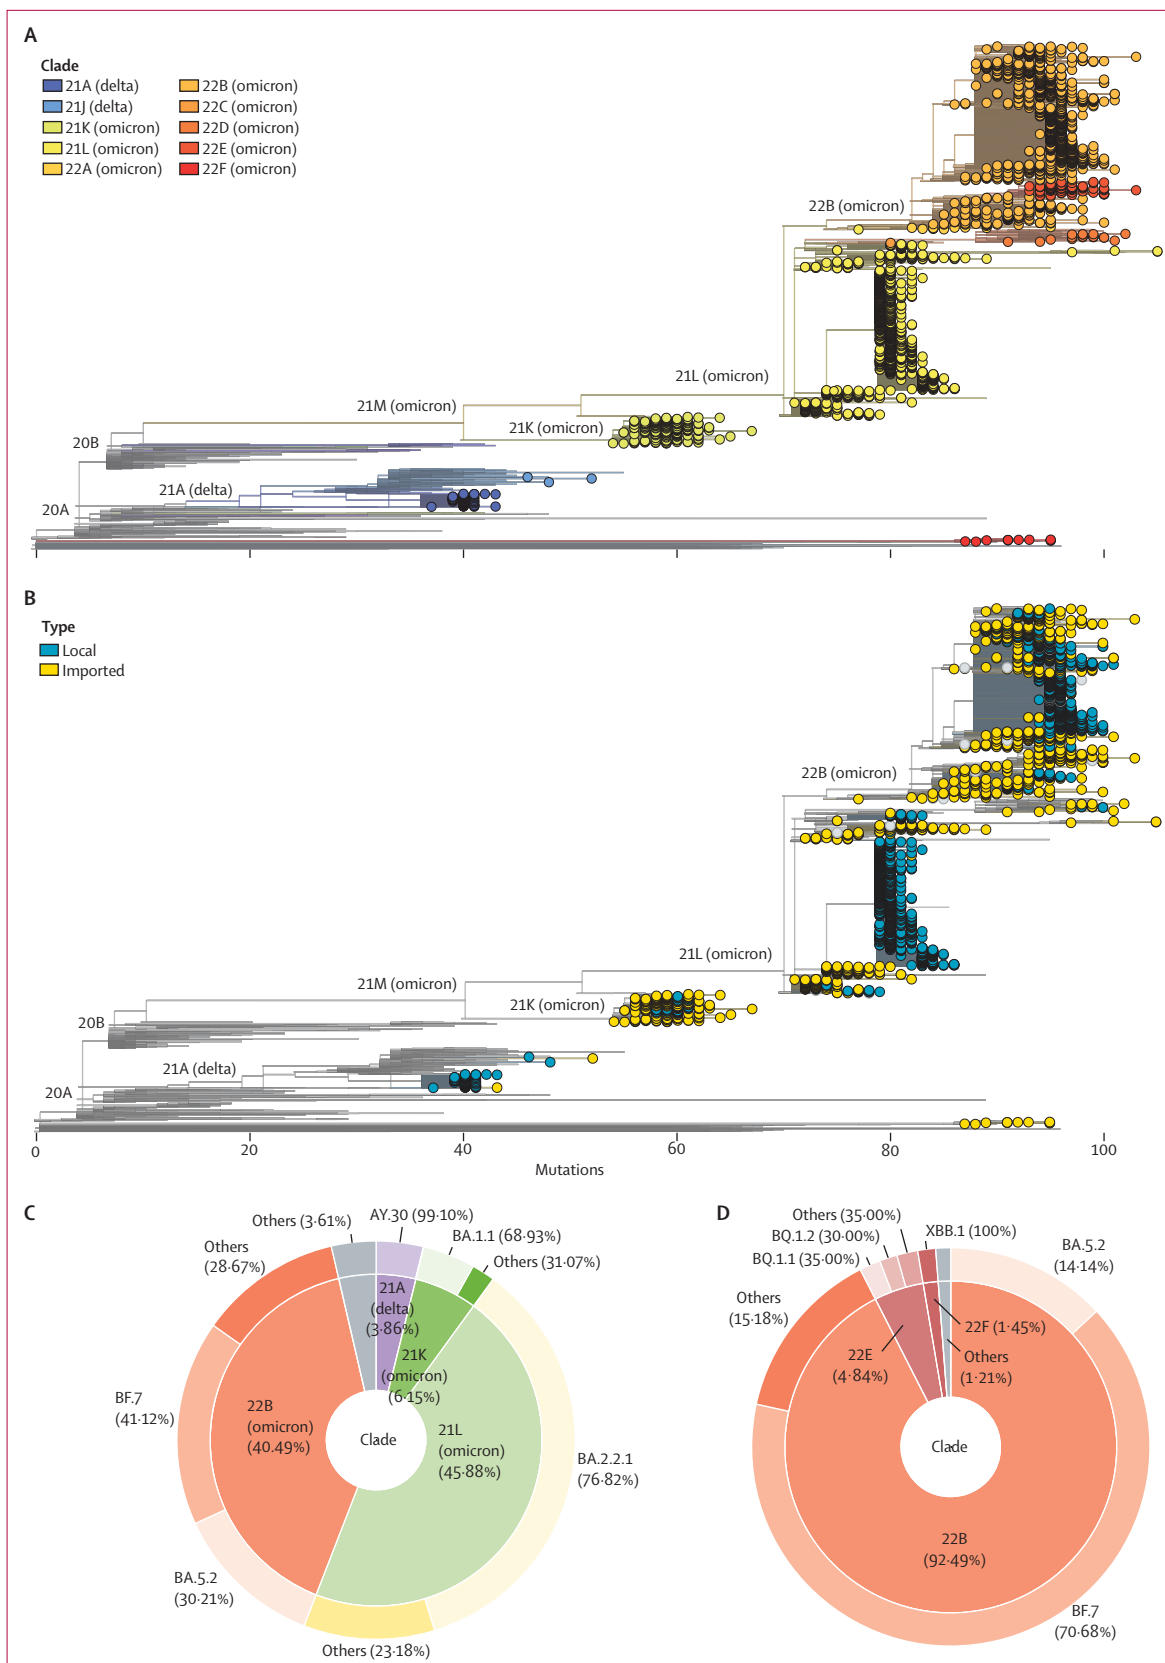 A
Clade
21A (delta)
21J (delta)
21K (omicron)
21L (omicron)
22A (omicron)
22B (omicron)
22C (omicron)
22D (omicron)
22E (omicron)
22F (omicron)
22B (omicron)
21L (omicron)
21M (omicron)
21K (omicron)
20B
21A (delta)
20A
B
Type
Local
Imported
22B (omicron)
21L (omicron)
21M (omicron)
21K (omicron)
20B
21A (delta)
20A
0
20
40
60
80
100
Mutations
C
Others (3·61%)
AY.30 (99·10%)
BA.1.1 (68·93%)
Others (31·07%)
Others
(28·67%)
21A
(delta)
(3·86%)
21K
(omicron)
(6·15%)
BF.7
(41·12%)
22B
(omicron)
(40.49%)
Clade
21L
(omicron)
(45·88%)
BA.2.2.1
(76·82%)
BA.5.2
(30·21%)
Others (23·18%)
D
Others (35·00%)
BQ.1.2 (30·00%)
BQ.1.1 (35·00%)
XBB.1 (100%)
BA.5.2
(14·14%)
Others
(15·18%)
22E
(4·84%)
22F (1·45%)
Others
(1·21%)
Clade
22B
(92·49%)
BF.7
(70·68%)